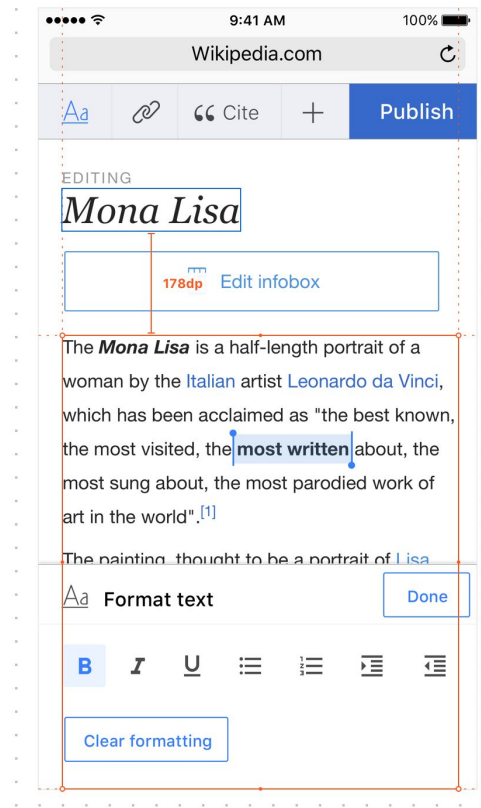 9:41 AM 100%
Wikipedia.com
Aa Cite Publish
EDITING
Mona Lisa
178dp Edit infobox
The Mona Lisa is a half-length portrait of a
woman by the Italian artist Leonardo da Vinci,
which has been acclaimed as "the best known,
the most visited, the most written about, the
most sung about, the most parodied work of
art in the world".[1]
The painting, thought to be a portrait of Lisa
Aa Format text Done
B I U
Clear formatting